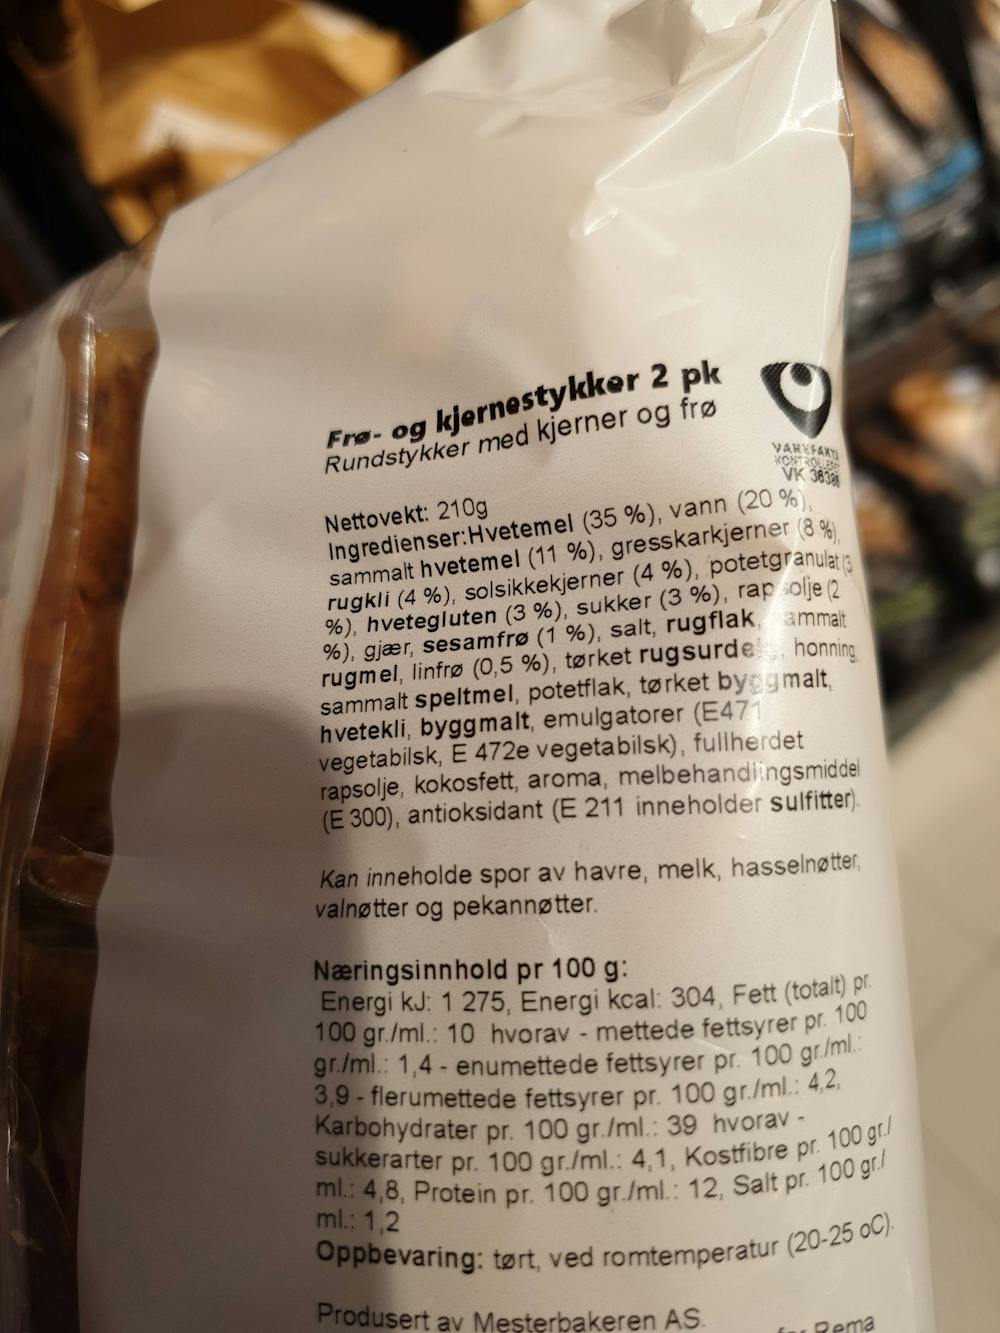 Frø- og kjernestykker 2 pk
Rundstykker med kjerner og frø
VAREFAKTA
KONTROLLERT
VK 36386
Nettovekt: 210g
Ingredienser:Hvetemel (35 %), vann (20 %),
sammalt hvetemel (11 %), gresskarkjerner (8 %),
rugkli (4 %), solsikkekjerner (4 %), potetgranulat (3
%), hvetegluten (3 %), sukker (3 %), rapsolje (2
%), gjær, sesamfrø (1 %), salt, rugflak, sammalt
rugmel, linfrø (0,5 %), tørket rugsurdeig, honning,
sammalt speltmel, potetflak, tørket byggmalt,
hvetekli, byggmalt, emulgatorer (E471
vegetabilsk, E 472e vegetabilsk), fullherdet
rapsolje, kokosfett, aroma, melbehandlingsmiddel
(E 300), antioksidant (E 211 inneholder sulfitter).
Kan inneholde spor av havre, melk, hasselnøtter,
valnøtter og pekannøtter.
Næringsinnhold pr 100 g:
Energi kJ: 1 275, Energi kcal: 304, Fett (totalt) pr.
100 gr./ml.: 10 hvorav - mettede fettsyrer pr. 100
gr./ml.: 1,4 - enumettede fettsyrer pr. 100 gr./ml.:
3,9 - flerumettede fettsyrer pr. 100 gr./ml.: 4,2,
Karbohydrater pr. 100 gr./ml.: 39 hvorav -
sukkerarter pr. 100 gr./ml.: 4,1, Kostfibre pr. 100 gr./
ml.: 4,8, Protein pr. 100 gr./ml.: 12, Salt pr. 100 gr./
ml.: 1,2
Oppbevaring: tørt, ved romtemperatur (20-25 oC).
Produsert av Mesterbakeren AS.
for Rema